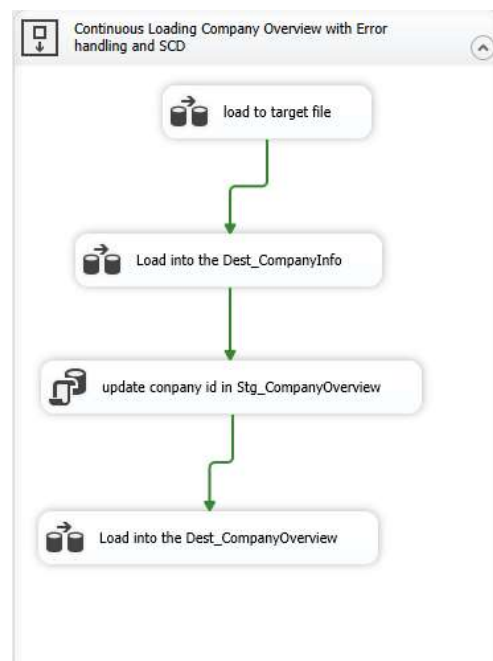 Continuous Loading Company Overview with Error
handling and SCD
load to target file
Load into the Dest_CompanyInfo
update conpany id in Stg_CompanyOverview
Load into the Dest_CompanyOverview